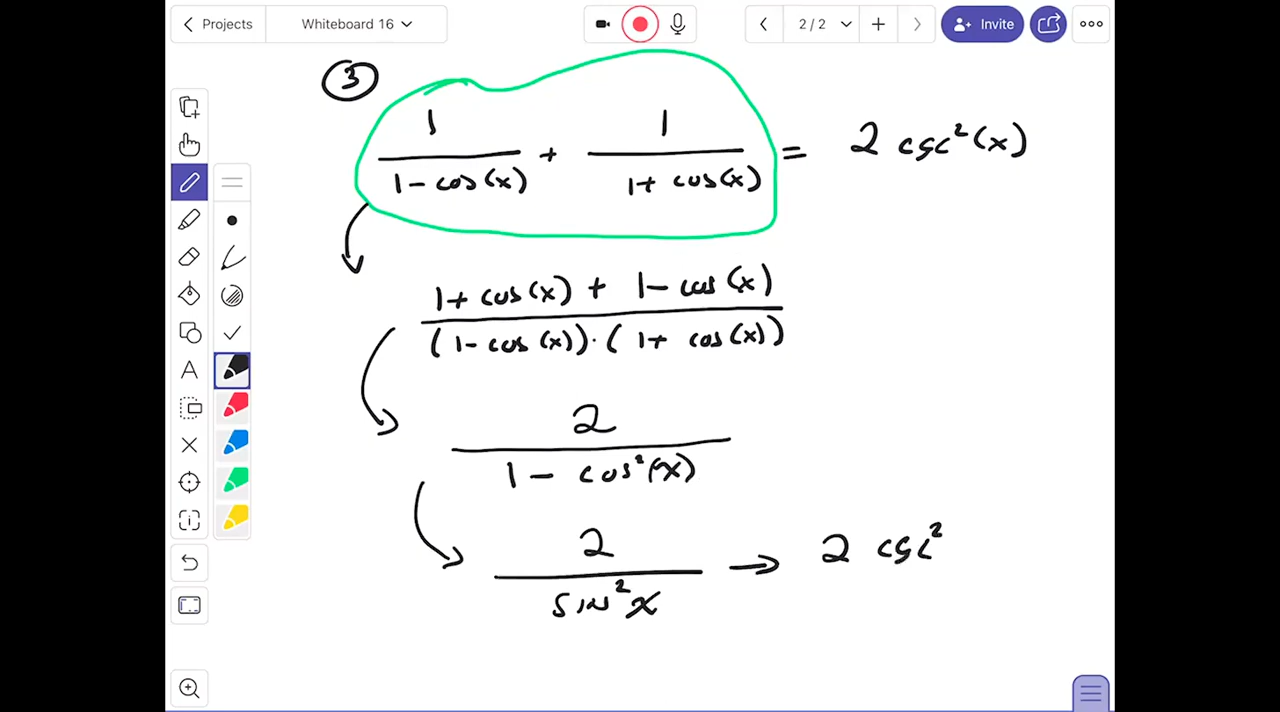 Projects
Whiteboard 16
2 / 2
Invite
3
1 / (1 - cos(x)) + 1 / (1 + cos(x)) = 2 csc²(x)
1 + cos(x) + 1 - cos(x) / (1 - cos(x)) · (1 + cos(x))
2 / (1 - cos²(x))
2 / sin²x → 2 csc²
A